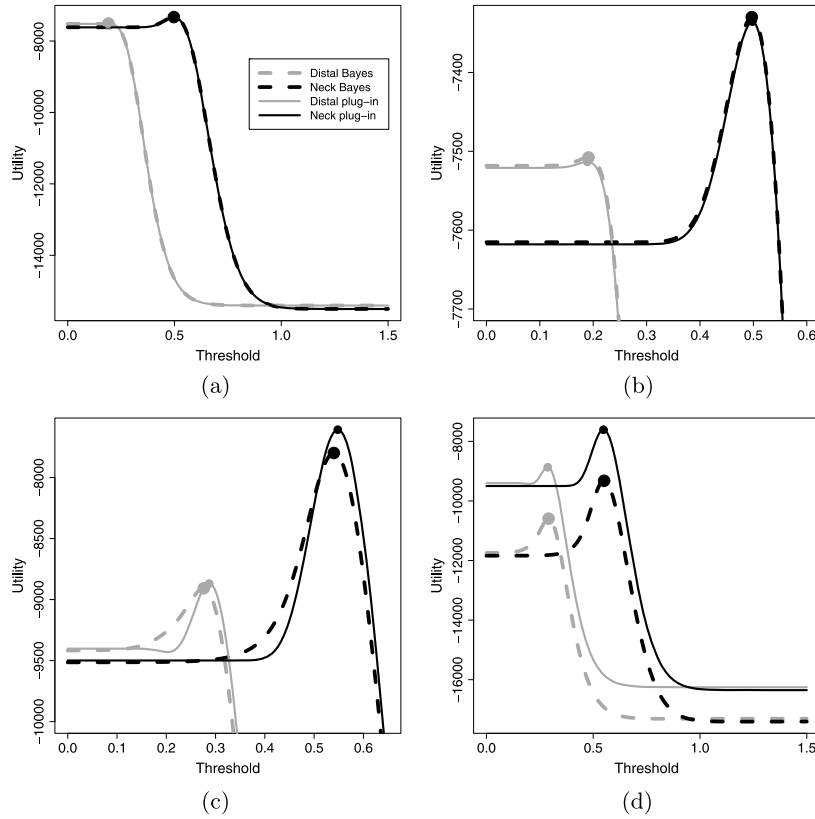 −8000
−10000
−12000
−14000
Utility
0.0 0.5 1.0 1.5
Threshold
Distal Bayes
Neck Bayes
Distal plug−in
Neck plug−in
(a)
−7400
−7500
−7600
−7700
Utility
0.0 0.1 0.2 0.3 0.4 0.5 0.6
Threshold
(b)
−8000
−8500
−9000
−9500
−10000
Utility
0.0 0.1 0.2 0.3 0.4 0.5 0.6
Threshold
(c)
−8000
−10000
−12000
−14000
−16000
Utility
0.0 0.5 1.0 1.5
Threshold
(d)